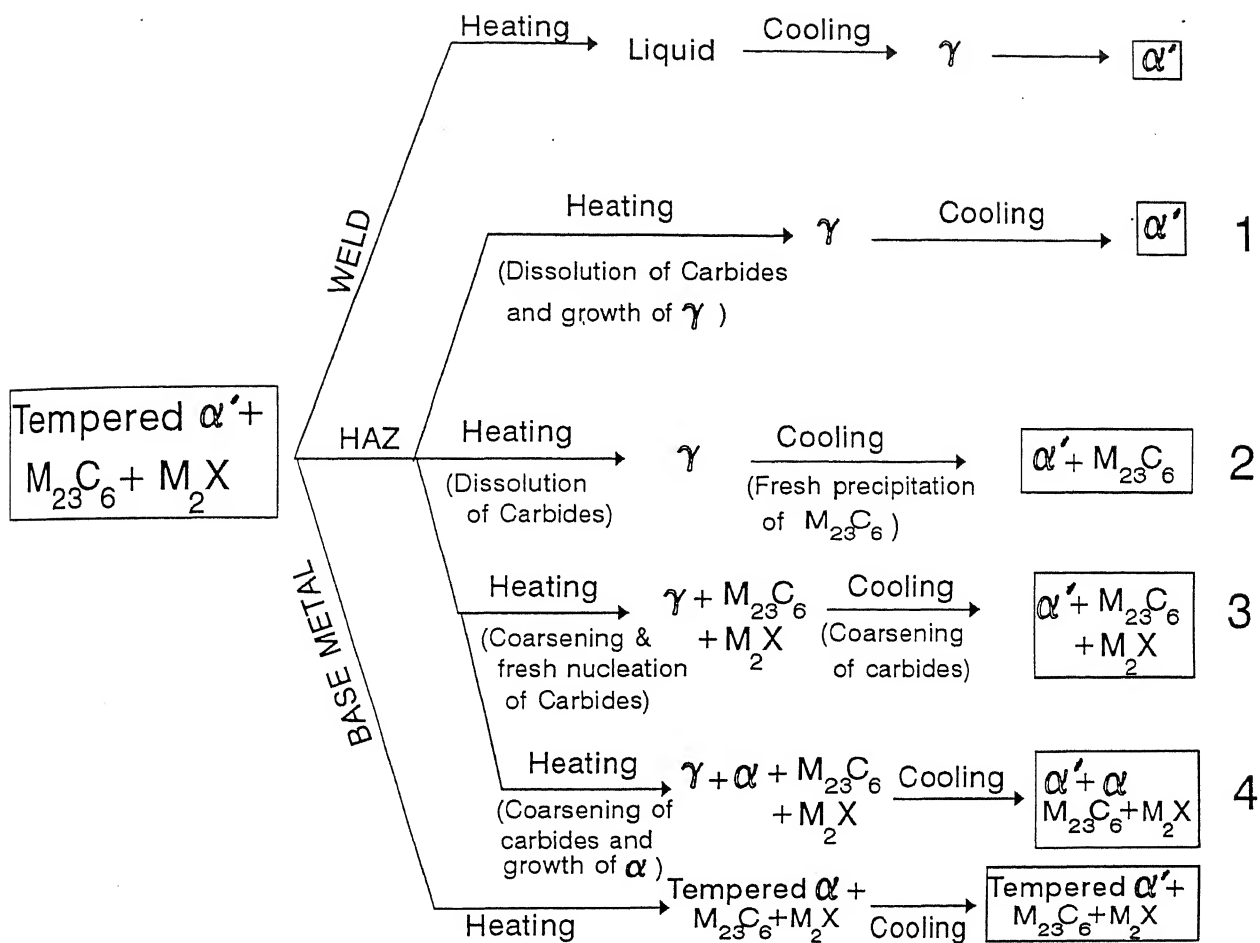 Heating
Liquid
Cooling
γ
α′
WELD
Heating
(Dissolution of Carbides
and growth of γ )
γ
Cooling
α′
1
Tempered α′+
M₂₃C₆+ M₂X
HAZ
Heating
(Dissolution
of Carbides)
γ
Cooling
(Fresh precipitation
of M₂₃C₆)
α′+ M₂₃C₆
2
Heating
(Coarsening &
fresh nucleation
of Carbides)
γ + M₂₃C₆
+ M₂X
Cooling
(Coarsening
of carbides)
α′+ M₂₃C₆
+ M₂X
3
BASE METAL
Heating
(Coarsening of
carbides and
growth of α )
γ + α + M₂₃C₆
+ M₂X
Cooling
α′+ α
M₂₃C₆+M₂X
4
Heating
Tempered α +
M₂₃C₆+M₂X
Cooling
Tempered α′+
M₂₃C₆+M₂X